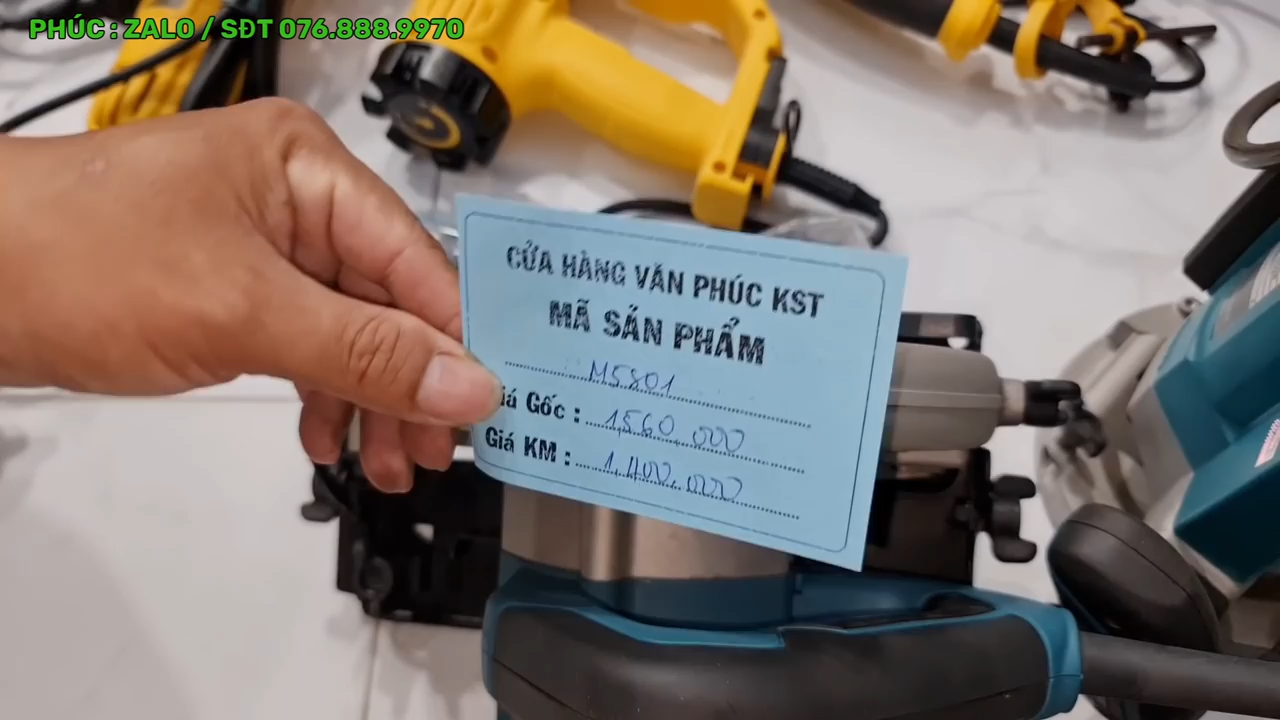 PHÚC : ZALO / SĐT 076.888.9970
CỬA HÀNG VĂN PHÚC KST
MÃ SẢN PHẨM
M5801
iá Gốc : 1.560.000
Giá KM : 1.400.000